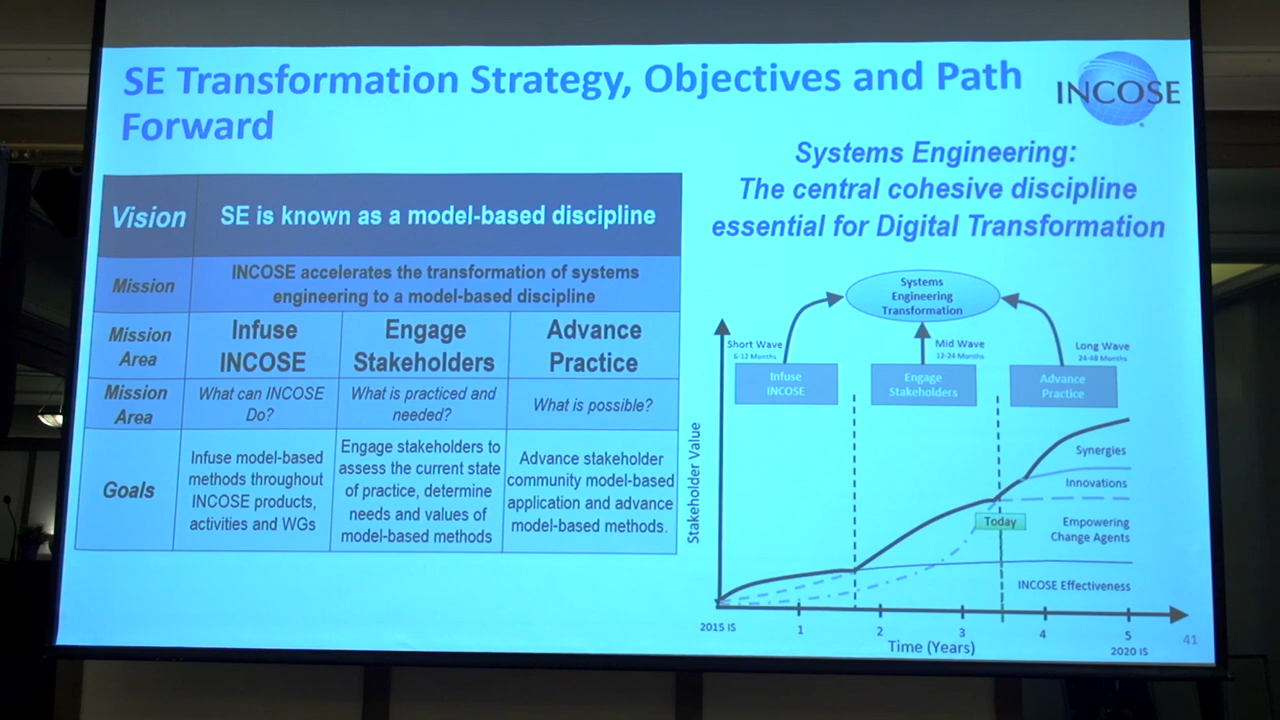 SE Transformation Strategy, Objectives and Path
Forward
INCOSE
Systems Engineering:
The central cohesive discipline
essential for Digital Transformation
Vision
SE is known as a model-based discipline
Mission
INCOSE accelerates the transformation of systems
engineering to a model-based discipline
Mission
Area
Infuse
INCOSE
Engage
Stakeholders
Advance
Practice
Mission
Area
What can INCOSE
Do?
What is practiced and
needed?
What is possible?
Goals
Infuse model-based
methods throughout
INCOSE products,
activities and WGs
Engage stakeholders to
assess the current state
of practice, determine
needs and values of
model-based methods
Advance stakeholder
community model-based
application and advance
model-based methods.
Systems
Engineering
Transformation
Short Wave
6-12 Months
Mid Wave
12-24 Months
Long Wave
24-48 Months
Infuse
INCOSE
Engage
Stakeholders
Advance
Practice
Stakeholder Value
Synergies
Innovations
Today
Empowering
Change Agents
INCOSE Effectiveness
2015 IS
1
2
3
4
5
2020 IS
Time (Years)
41